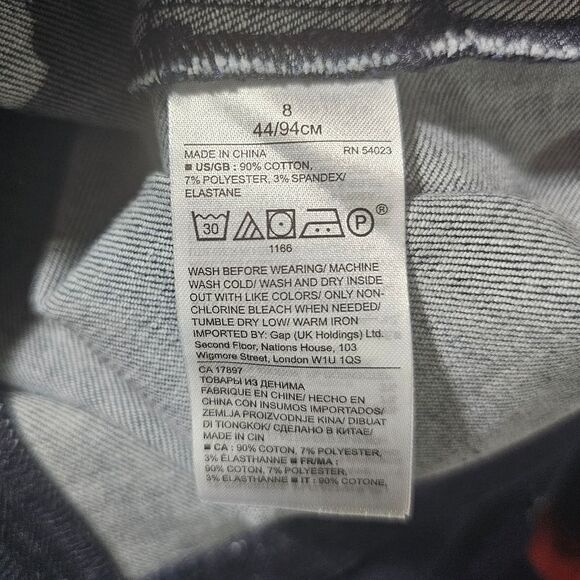 8
44/94CM
MADE IN CHINA RN 54023
■ US/GB : 90% COTTON,
7% POLYESTER, 3% SPANDEX/
ELASTANE
30 P®
1166
WASH BEFORE WEARING/ MACHINE
WASH COLD/ WASH AND DRY INSIDE
OUT WITH LIKE COLORS/ ONLY NON-
CHLORINE BLEACH WHEN NEEDED/
TUMBLE DRY LOW/ WARM IRON
IMPORTED BY: Gap (UK Holdings) Ltd.
Second Floor, Nations House, 103
Wigmore Street, London W1U 1QS
CA 17897
ТОВАРЫ ИЗ ДЕНИМА
FABRIQUE EN CHINE/ HECHO EN
CHINA CON INSUMOS IMPORTADOS/
ZEMLJA PROIZVODNJE KINA/ DIBUAT
DI TIONGKOK/ СДЕЛАНО В КИТАЕ/
MADE IN CIN
■ CA : 90% COTTON, 7% POLYESTER,
3% ÉLASTHANNE ■ FR/MA :
90% COTON, 7% POLYESTER,
3% ÉLASTHANNE ■ IT : 90% COTONE,